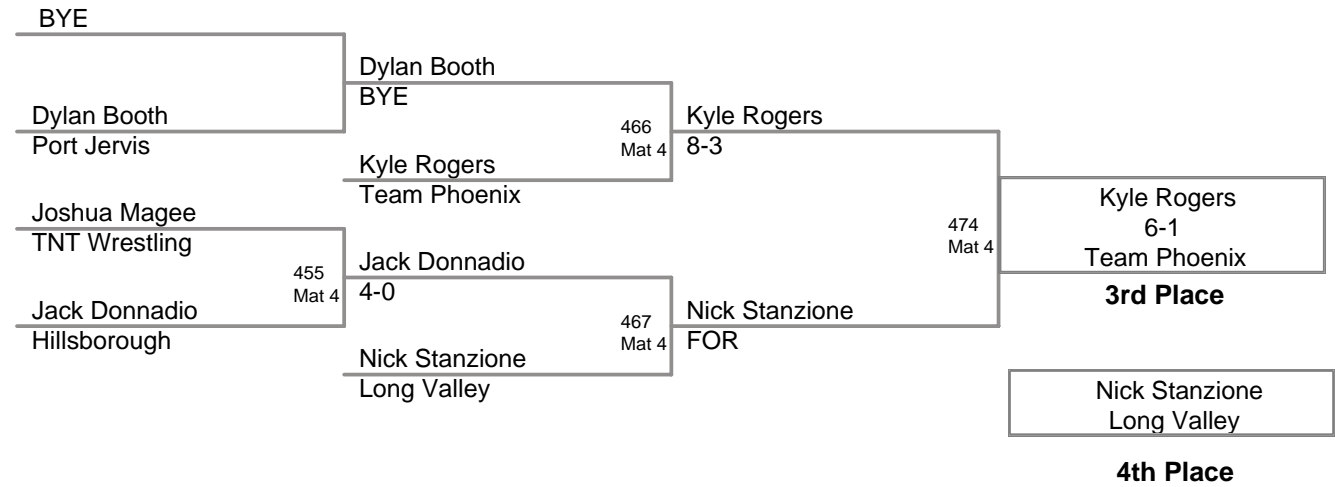 BYE
Dylan Booth
BYE
Dylan Booth
Port Jervis
466
Mat 4
Kyle Rogers
8-3
Kyle Rogers
Team Phoenix
Joshua Magee
TNT Wrestling
474
Mat 4
Kyle Rogers
6-1
Team Phoenix
3rd Place
455
Mat 4
Jack Donnadio
4-0
Jack Donnadio
Hillsborough
467
Mat 4
Nick Stanzione
FOR
Nick Stanzione
Long Valley
Nick Stanzione
Long Valley
4th Place